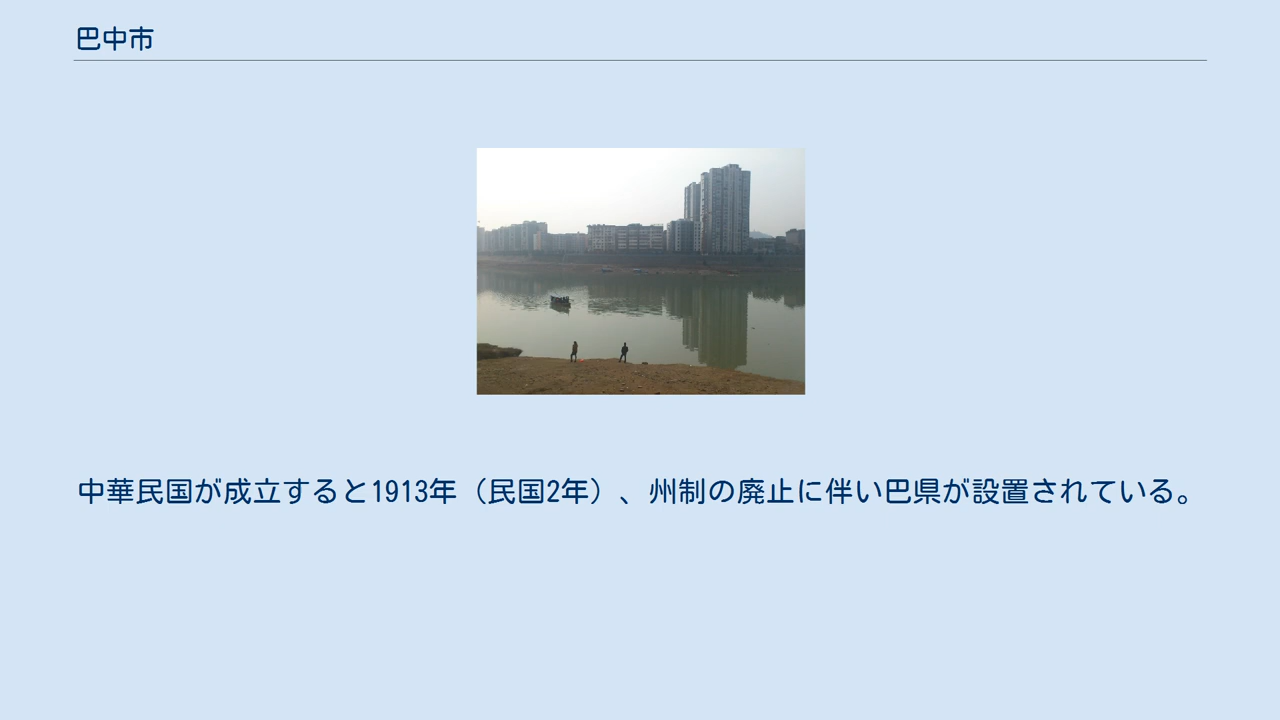 巴中市
中華民国が成立すると1913年（民国2年）、州制の廃止に伴い巴県が設置されている。